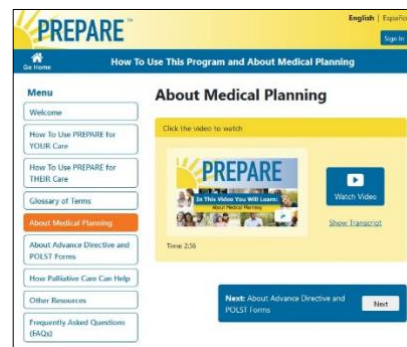 English | Español
PREPARE™
Sign In
Go Home
How To Use This Program and About Medical Planning
Menu
Welcome
How To Use PREPARE for
YOUR Care
How To Use PREPARE for
THEIR Care
Glossary of Terms
About Medical Planning
About Advance Directive and
POLST Forms
How Palliative Care Can Help
Other Resources
Frequently Asked Questions
(FAQs)
About Medical Planning
Click the video to watch
PREPARE
In This Video You Will Learn:
About Medical Planning
Watch Video
Show Transcript
Time 2:36
Next: About Advance Directive and
POLST Forms
Next